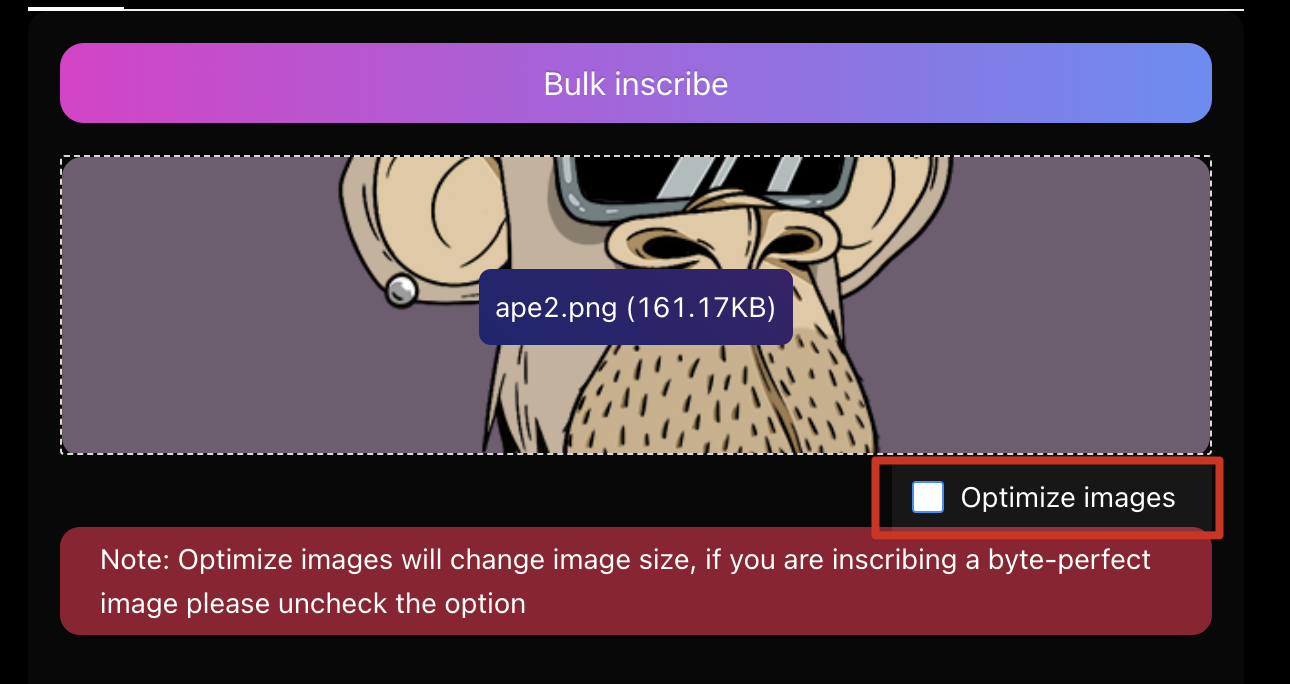 Bulk inscribe
ape2.png (161.17KB)
Optimize images
Note: Optimize images will change image size, if you are inscribing a byte-perfect
image please uncheck the option